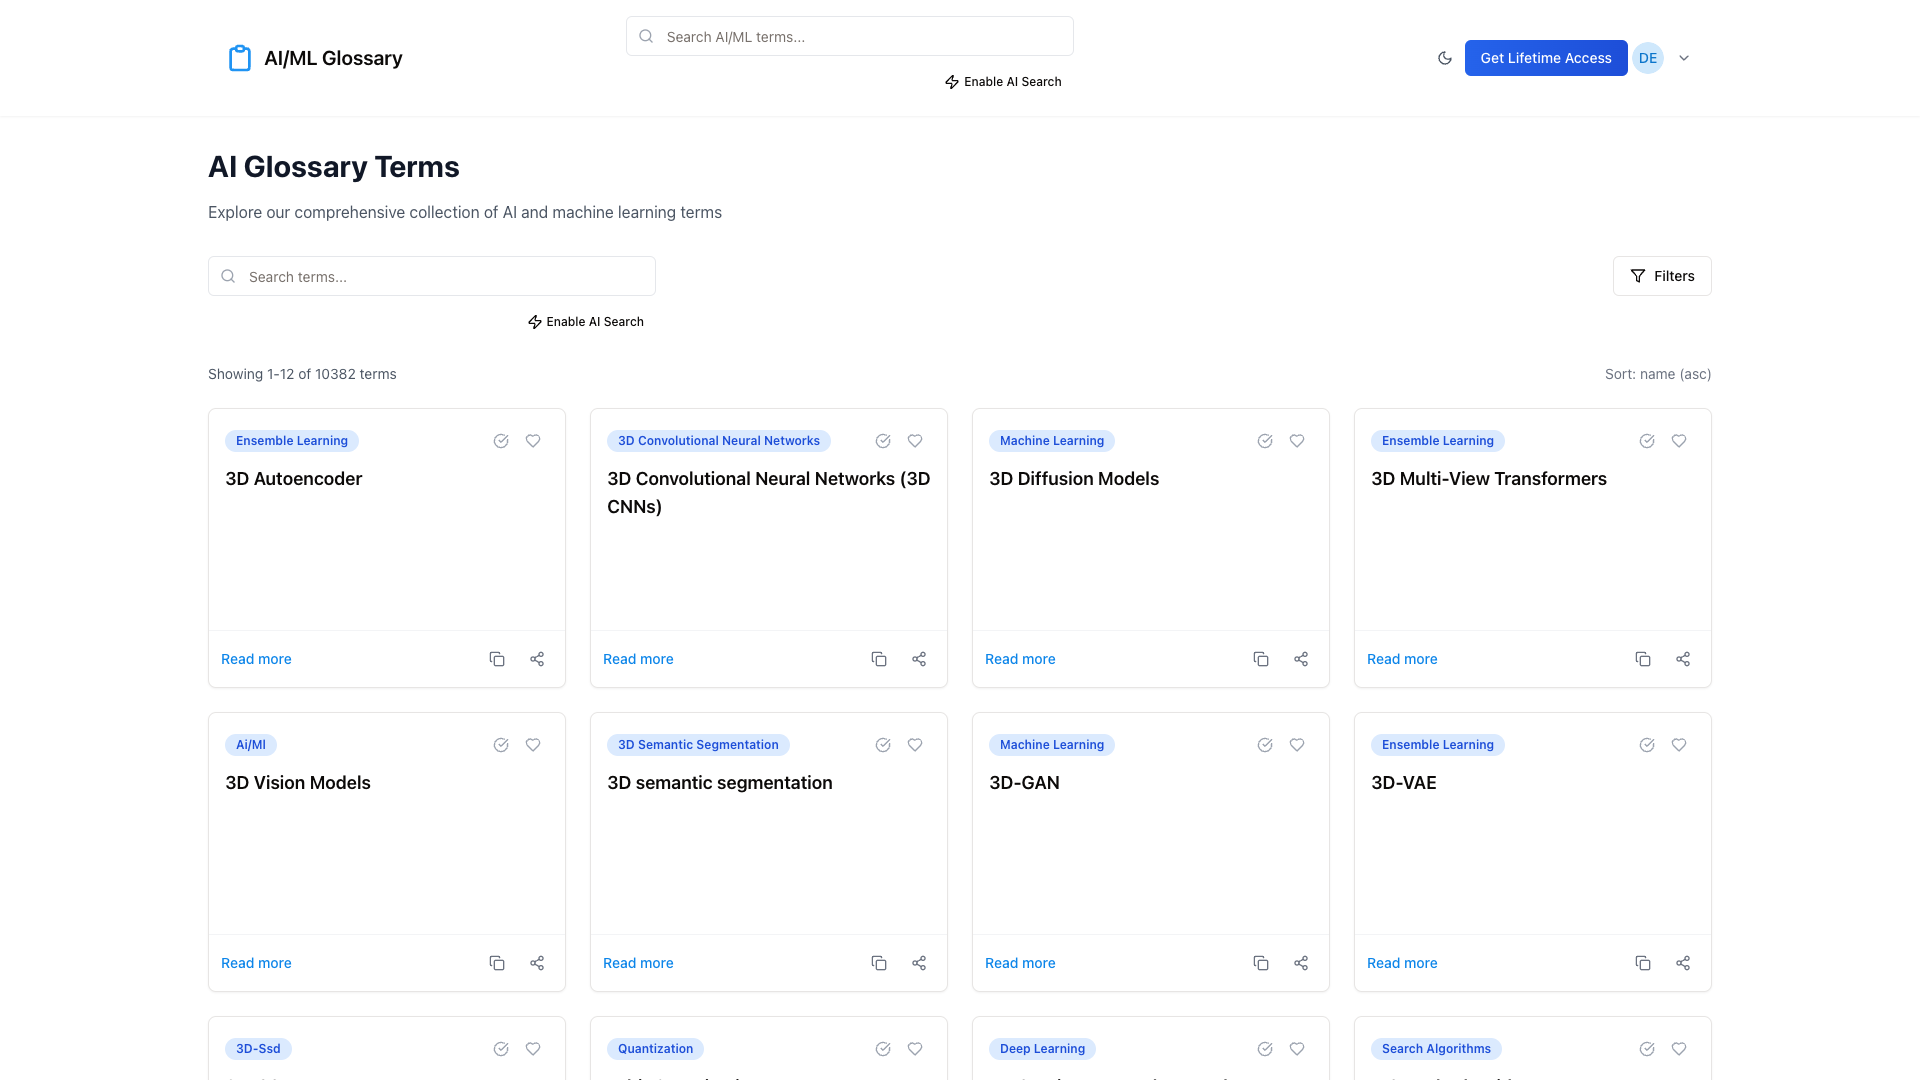 AI/ML Glossary
Search AI/ML terms...
Enable AI Search
Get Lifetime Access
DE
AI Glossary Terms
Explore our comprehensive collection of AI and machine learning terms
Search terms...
Filters
Enable AI Search
Showing 1-12 of 10382 terms
Sort: name (asc)
Ensemble Learning
3D Autoencoder
Read more
3D Convolutional Neural Networks
3D Convolutional Neural Networks (3D
CNNs)
Read more
Machine Learning
3D Diffusion Models
Read more
Ensemble Learning
3D Multi-View Transformers
Read more
Ai/Ml
3D Vision Models
Read more
3D Semantic Segmentation
3D semantic segmentation
Read more
Machine Learning
3D-GAN
Read more
Ensemble Learning
3D-VAE
Read more
3D-Ssd
Quantization
Deep Learning
Search Algorithms